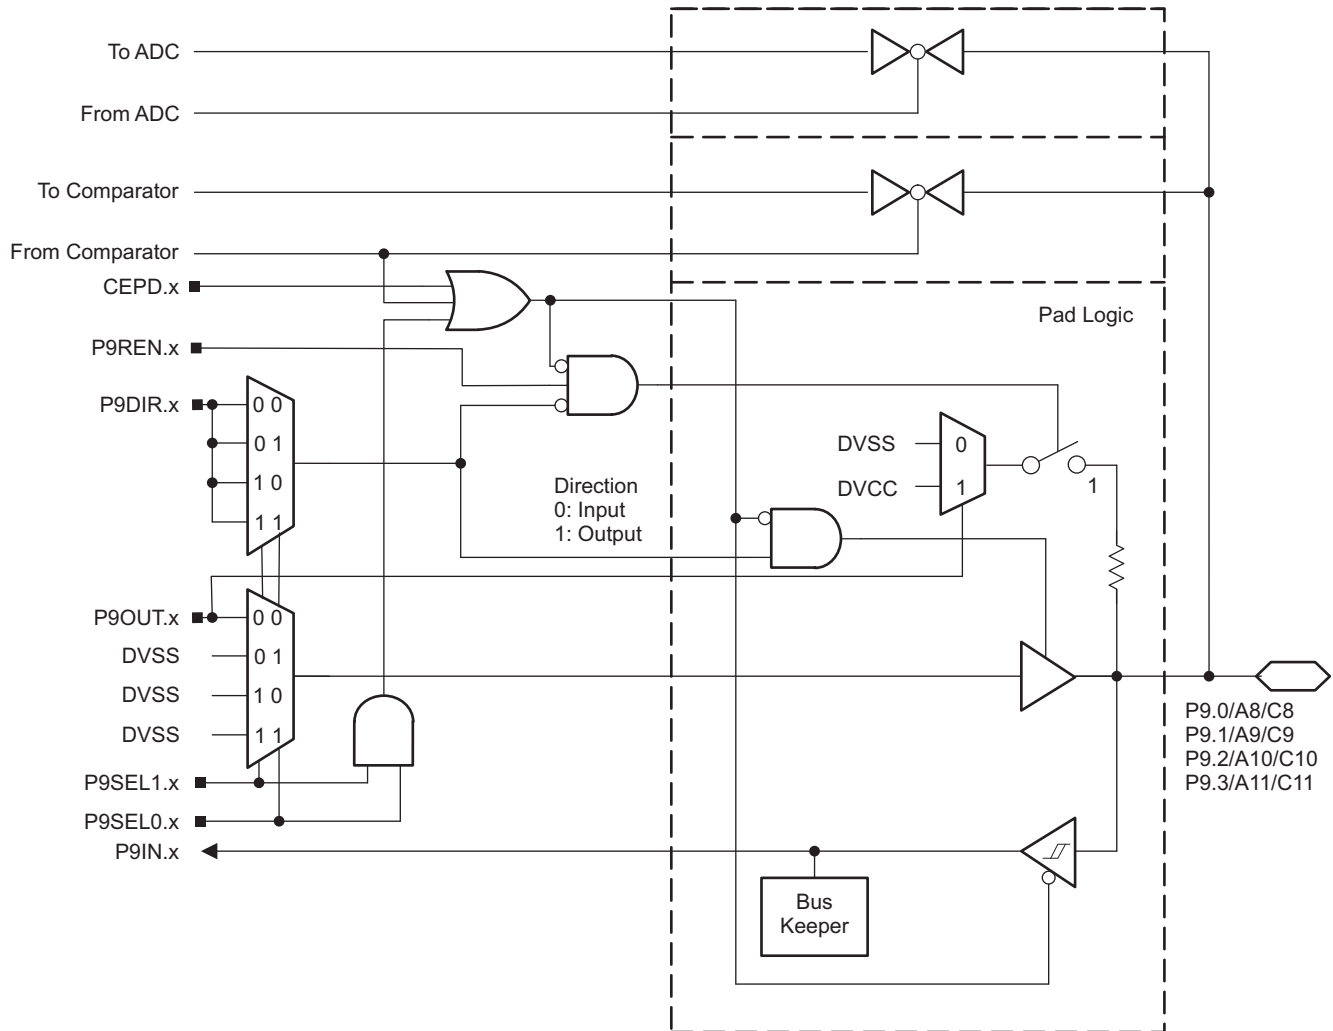 To ADC
From ADC
To Comparator
From Comparator
CEPD.x
Pad Logic
P9REN.x
P9DIR.x
0 0
0 1
1 0
1 1
DVSS
0
DVCC
1
1
Direction
0: Input
1: Output
P9OUT.x
0 0
DVSS
0 1
DVSS
1 0
DVSS
1 1
P9.0/A8/C8
P9.1/A9/C9
P9.2/A10/C10
P9.3/A11/C11
P9SEL1.x
P9SEL0.x
P9IN.x
Bus
Keeper